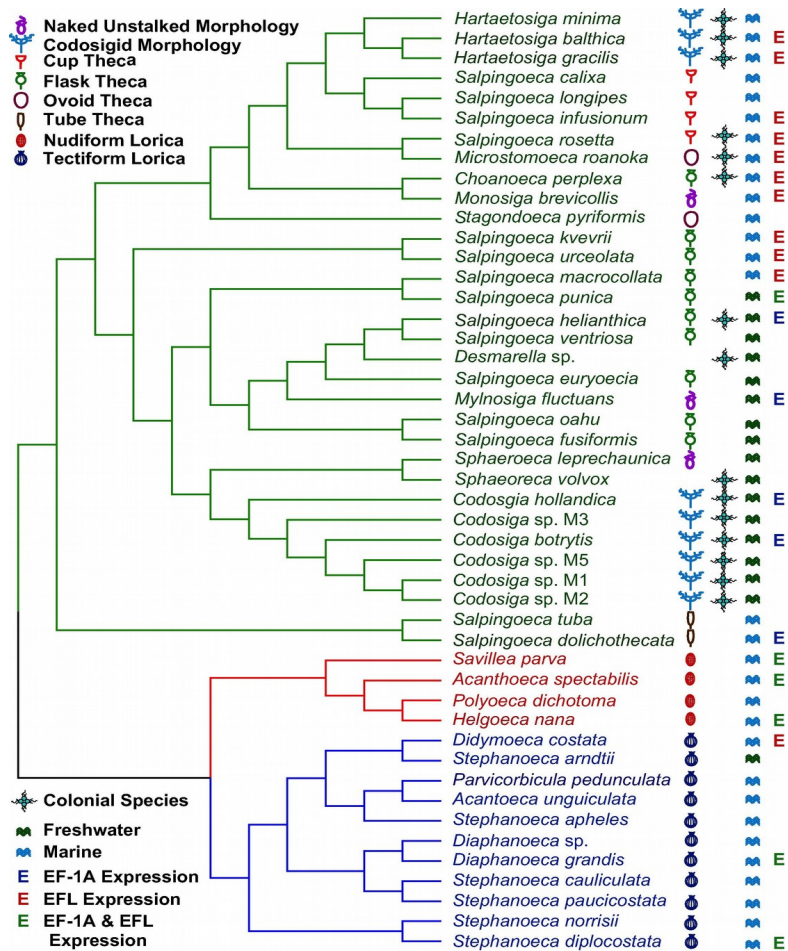 Naked Unstalked Morphology
Codosigid Morphology
Cup Theca
Flask Theca
Ovoid Theca
Tube Theca
Nudiform Lorica
Tectiform Lorica
Hartaetosiga minima
Hartaetosiga balthica E
Hartaetosiga gracilis E
Salpingoeca calixa
Salpingoeca longipes
Salpingoeca infusionum E
Salpingoeca rosetta E
Microstomoeca roanoka E
Choanoeca perplexa E
Monosiga brevicollis E
Stagondoeca pyriformis
Salpingoeca kvevrii E
Salpingoeca urceolata E
Salpingoeca macrocollata E
Salpingoeca punica E
Salpingoeca helianthica E
Salpingoeca ventriosa
Desmarella sp.
Salpingoeca euryoecia
Mylnosiga fluctuans E
Salpingoeca oahu
Salpingoeca fusiformis
Sphaeroeca leprechaunica
Sphaeoreca volvox
Codosgia hollandica E
Codosiga sp. M3
Codosiga botrytis E
Codosiga sp. M5
Codosiga sp. M1
Codosiga sp. M2
Salpingoeca tuba
Salpingoeca dolichothecata E
Savillea parva E
Acanthoeca spectabilis E
Polyoeca dichotoma
Helgoeca nana E
Didymoeca costata E
Stephanoeca arndtii
Parvicorbicula pedunculata
Acantoeca unguiculata
Stephanoeca apheles
Diaphanoeca sp.
Diaphanoeca grandis E
Stephanoeca cauliculata
Stephanoeca paucicostata
Stephanoeca norrisii
Stephanoeca diplocostata E
Colonial Species
Freshwater
Marine
E EF-1A Expression
E EFL Expression
E EF-1A & EFL
Expression